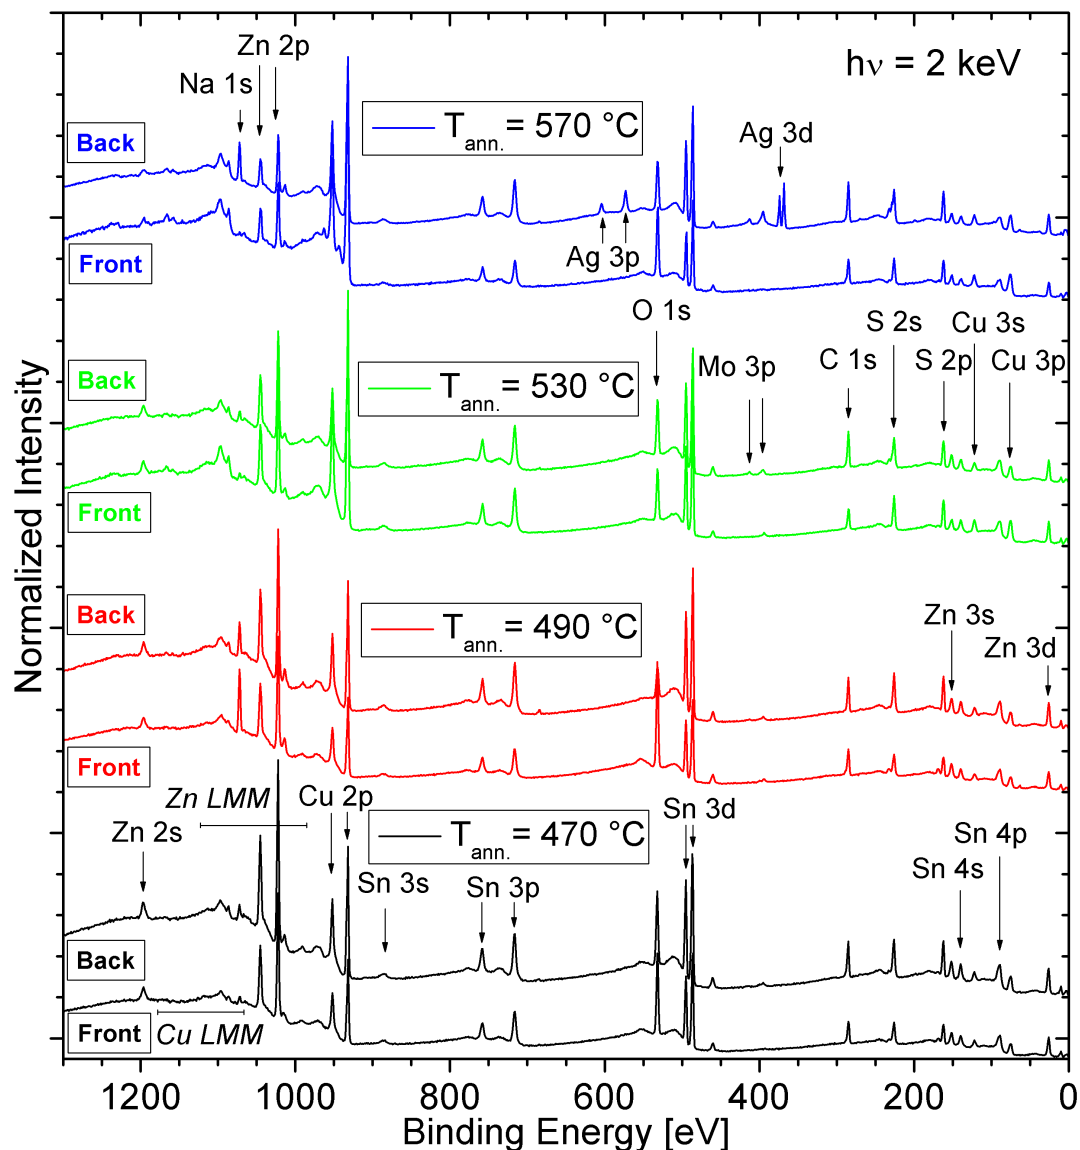 Zn 2p
hν = 2 keV
Na 1s
T_ann. = 570 °C
Back
Ag 3d
Ag 3p
Front
O 1s
S 2s
Cu 3s
Mo 3p
C 1s
S 2p
Cu 3p
Back
T_ann. = 530 °C
Front
Normalized Intensity
Back
T_ann. = 490 °C
Zn 3s
Zn 3d
Front
Zn LMM
Cu 2p
Sn 3d
Zn 2s
T_ann. = 470 °C
Sn 4p
Sn 3s
Sn 3p
Sn 4s
Back
Front
Cu LMM
1200 1000 800 600 400 200 0
Binding Energy [eV]